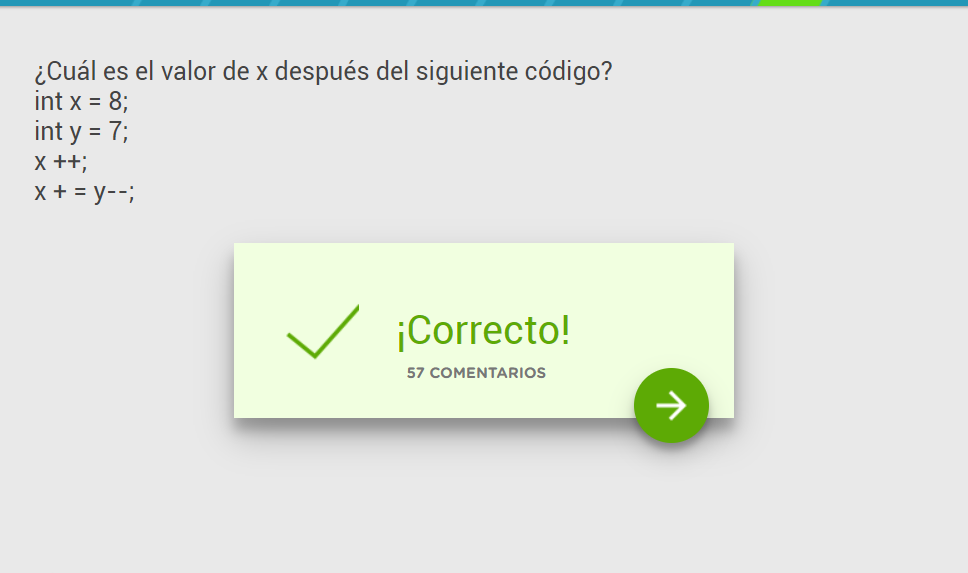 ¿Cuál es el valor de x después del siguiente código?
int x = 8;
int y = 7;
x ++;
x + = y--;
¡Correcto!
57 COMENTARIOS